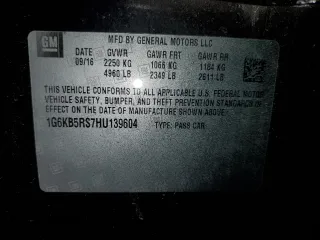 GM
MFD BY GENERAL MOTORS LLC
DATE GVWR GAWR FR GAWR RR
09/16 2250 KG 1066 KG 1184 KG
4960 LB 2349 LB 2611 LB
THIS VEHICLE CONFORMS TO ALL APPLICABLE U.S. FEDERAL MOTOR
VEHICLE SAFETY, BUMPER, AND THEFT PREVENTION STANDARDS IN
EFFECT ON THE DATE OF MANUFACTURE SHOWN ABOVE.
1G6KB5RS7HU139604 TYPE: PASS CAR